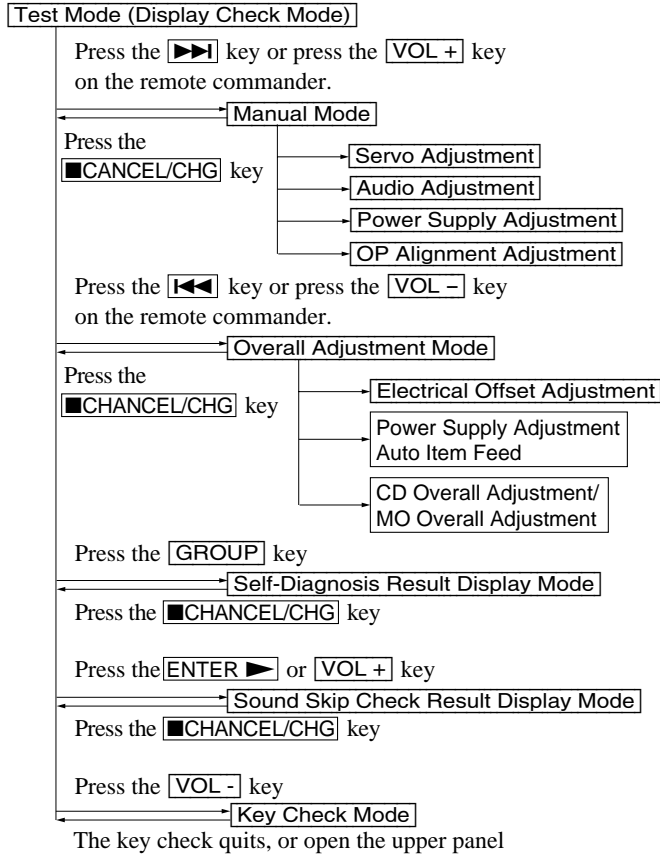 Test Mode (Display Check Mode)
Press the ▶▶I key or press the VOL + key
on the remote commander.
Manual Mode
Press the
■CANCEL/CHG key
Servo Adjustment
Audio Adjustment
Power Supply Adjustment
OP Alignment Adjustment
Press the I◀◀ key or press the VOL – key
on the remote commander.
Overall Adjustment Mode
Press the
■CHANCEL/CHG key
Electrical Offset Adjustment
Power Supply Adjustment
Auto Item Feed
CD Overall Adjustment/
MO Overall Adjustment
Press the GROUP key
Self-Diagnosis Result Display Mode
Press the ■CHANCEL/CHG key
Press the ENTER ▶ or VOL + key
Sound Skip Check Result Display Mode
Press the ■CHANCEL/CHG key
Press the VOL - key
Key Check Mode
The key check quits, or open the upper panel